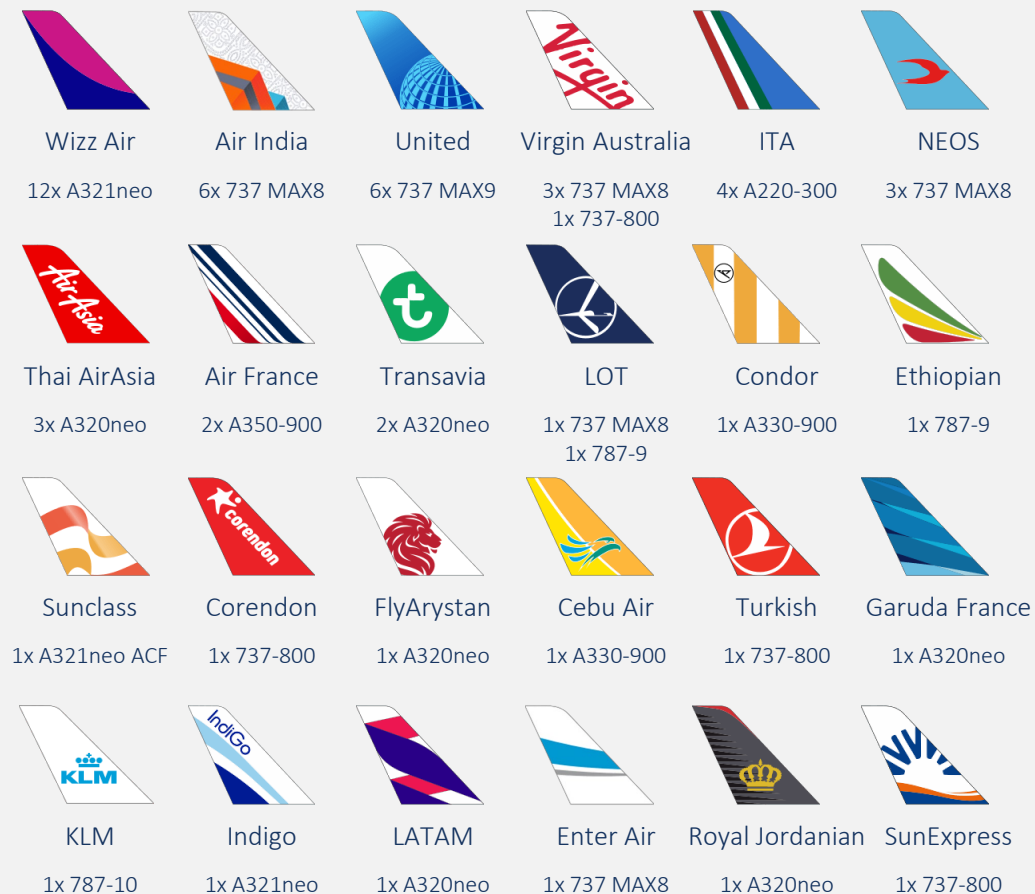 Virgin
Wizz Air
Air India
United
Virgin Australia
ITA
NEOS
12x A321neo
6x 737 MAX8
6x 737 MAX9
3x 737 MAX8
1x 737-800
4x A220-300
3x 737 MAX8
AirAsia
t
Thai AirAsia
Air France
Transavia
LOT
Condor
Ethiopian
3x A320neo
2x A350-900
2x A320neo
1x 737 MAX8
1x 787-9
1x A330-900
1x 787-9
corendon
Sunclass
Corendon
FlyArystan
Cebu Air
Turkish
Garuda France
1x A321neo ACF
1x 737-800
1x A320neo
1x A330-900
1x 737-800
1x A320neo
KLM
IndiGo
KLM
Indigo
LATAM
Enter Air
Royal Jordanian
SunExpress
1x 787-10
1x A321neo
1x A320neo
1x 737 MAX8
1x A320neo
1x 737-800